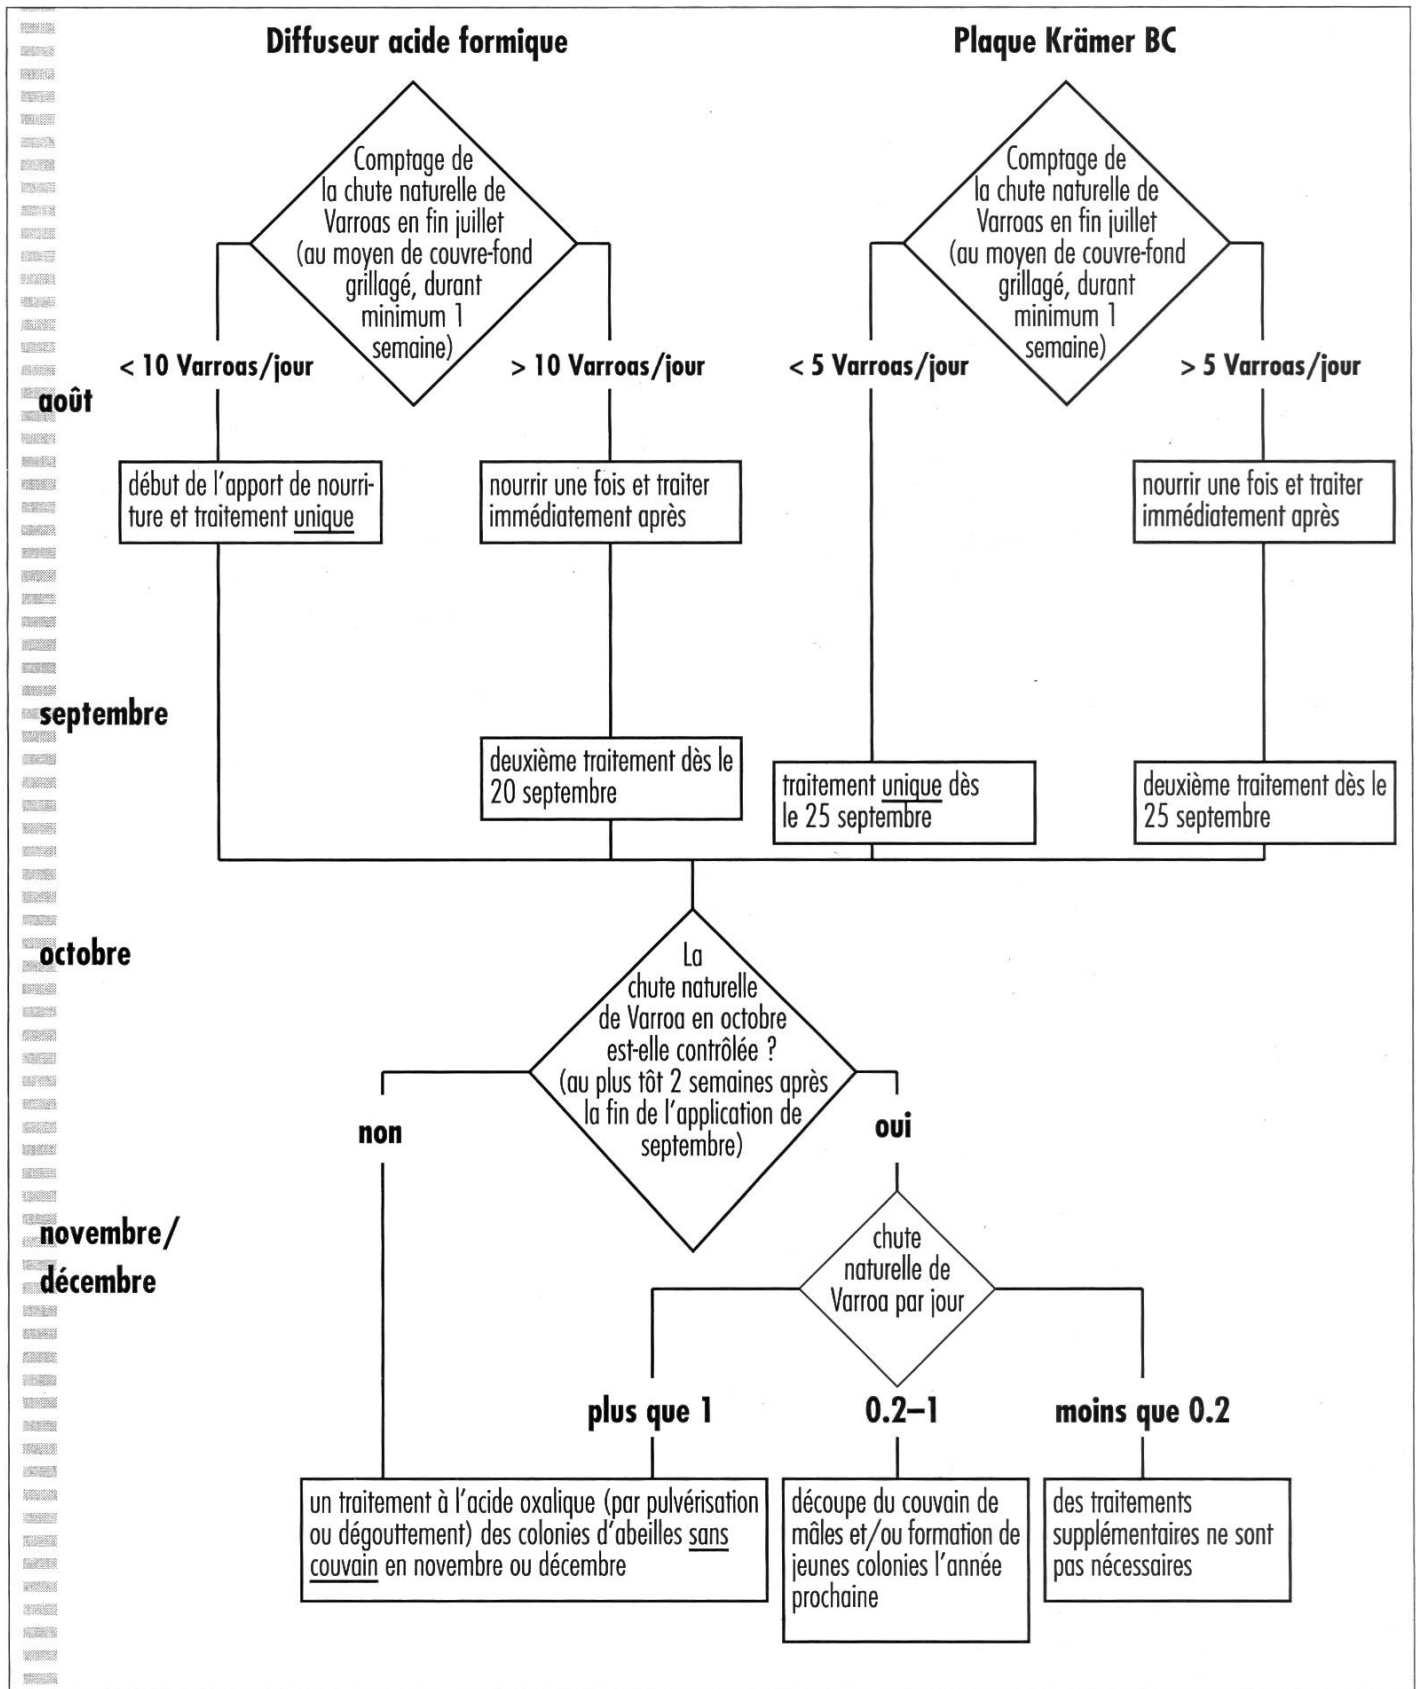 Diffuseur acide formique
Plaque Krämer BC
Comptage de
la chute naturelle de
Varroas en fin juillet
(au moyen de couvre-fond
grillagé, durant
minimum 1
semaine)
Comptage de
la chute naturelle de
Varroas en fin juillet
(au moyen de couvre-fond
grillagé, durant
minimum 1
semaine)
< 10 Varroas/jour
> 10 Varroas/jour
< 5 Varroas/jour
> 5 Varroas/jour
août
début de l'apport de nourri-
ture et traitement unique
nourrir une fois et traiter
immédiatement après
nourrir une fois et traiter
immédiatement après
septembre
deuxième traitement dès le
20 septembre
traitement unique dès
le 25 septembre
deuxième traitement dès le
25 septembre
octobre
La
chute naturelle
de Varroa en octobre
est-elle contrôlée ?
(au plus tôt 2 semaines après
la fin de l'application de
septembre)
non
oui
novembre/
décembre
chute
naturelle de
Varroa par jour
plus que 1
0.2–1
moins que 0.2
un traitement à l'acide oxalique (par pulvérisation
ou dégouttement) des colonies d'abeilles sans
couvain en novembre ou décembre
découpe du couvain de
mâles et/ou formation de
jeunes colonies l'année
prochaine
des traitements
supplémentaires ne sont
pas nécessaires